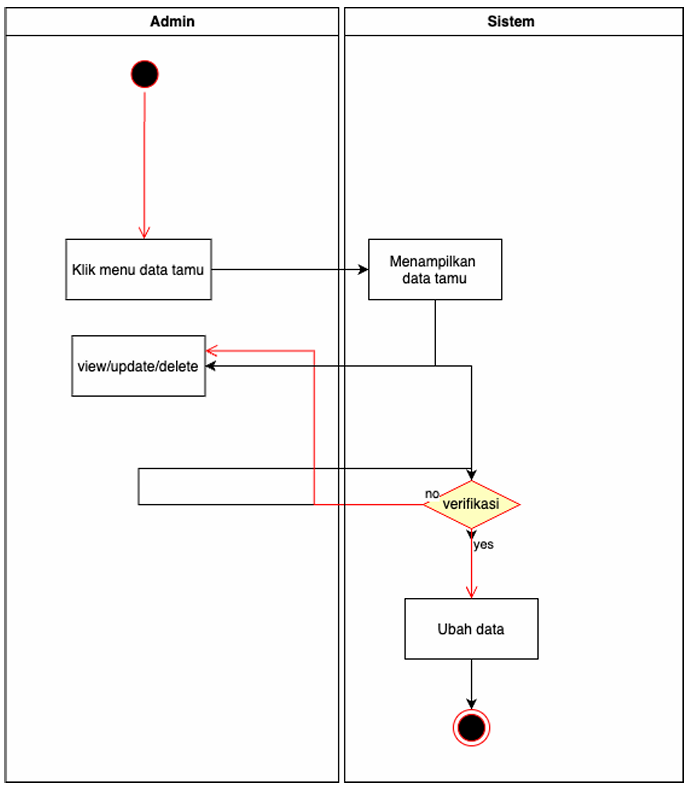 Admin
Sistem
Klik menu data tamu
Menampilkan
data tamu
view/update/delete
no
verifikasi
yes
Ubah data